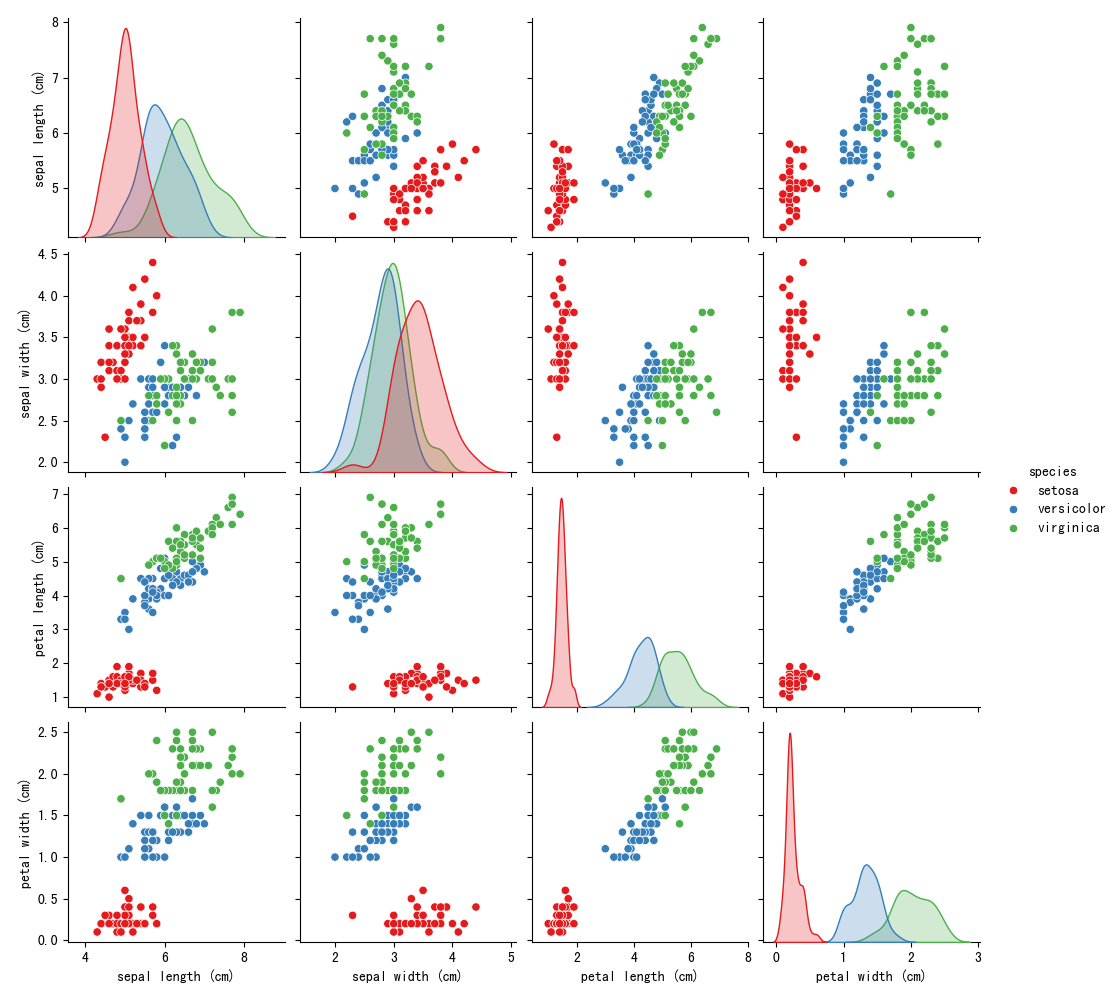 8
7
6
5
sepal length (cm)
4.5
4.0
3.5
3.0
2.5
2.0
sepal width (cm)
species
setosa
versicolor
virginica
7
6
5
4
3
2
1
petal length (cm)
2.5
2.0
1.5
1.0
0.5
0.0
petal width (cm)
4 6 8
sepal length (cm)
2 3 4 5
sepal width (cm)
2 4 6 8
petal length (cm)
0 1 2 3
petal width (cm)